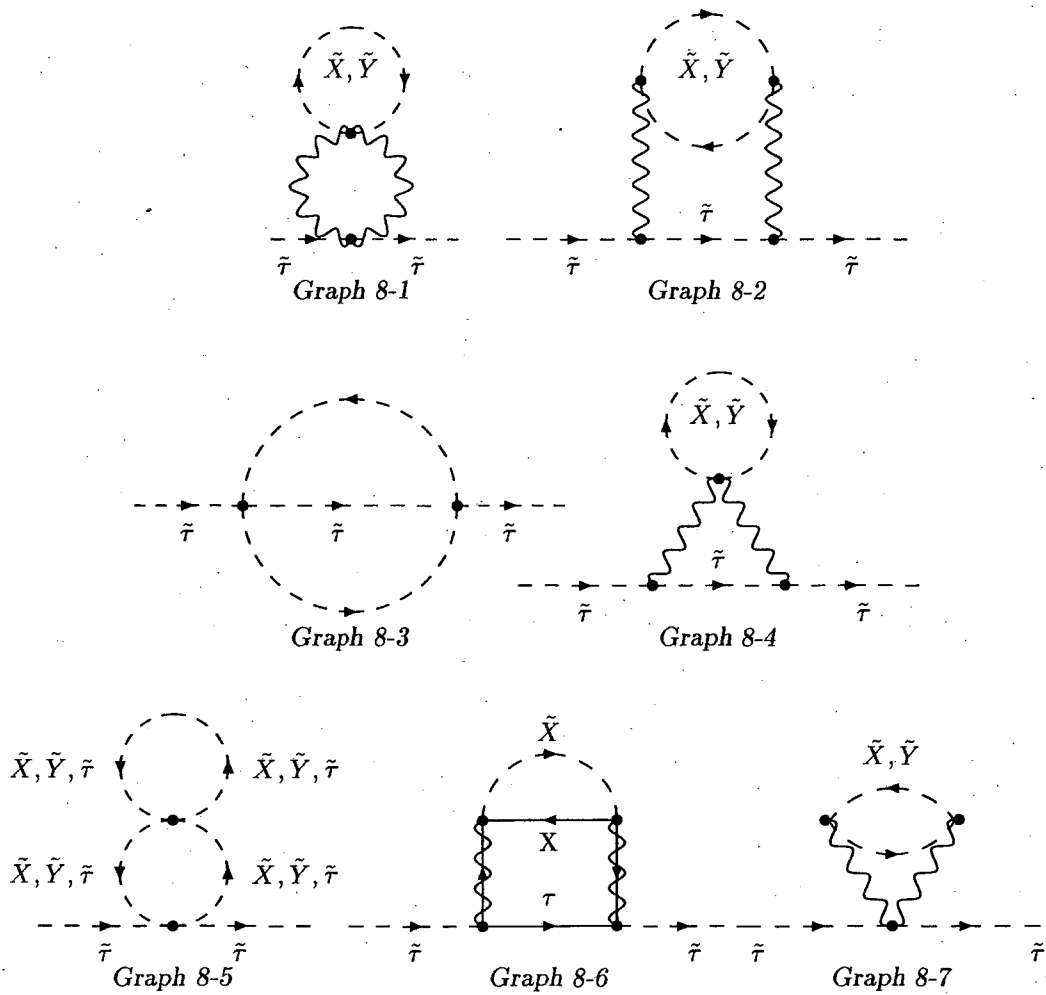 X̃, Ỹ
X̃, Ỹ
τ̃
τ̃ τ̃ τ̃ τ̃
Graph 8-1 Graph 8-2
X̃, Ỹ
τ̃ τ̃ τ̃ τ̃
τ̃ τ̃
Graph 8-3 Graph 8-4
X̃
X̃, Ỹ
X̃, Ỹ, τ̃ X̃, Ỹ, τ̃
X
X̃, Ỹ, τ̃ X̃, Ỹ, τ̃
τ
τ̃ τ̃ τ̃ τ̃ τ̃ τ̃
Graph 8-5 Graph 8-6 Graph 8-7